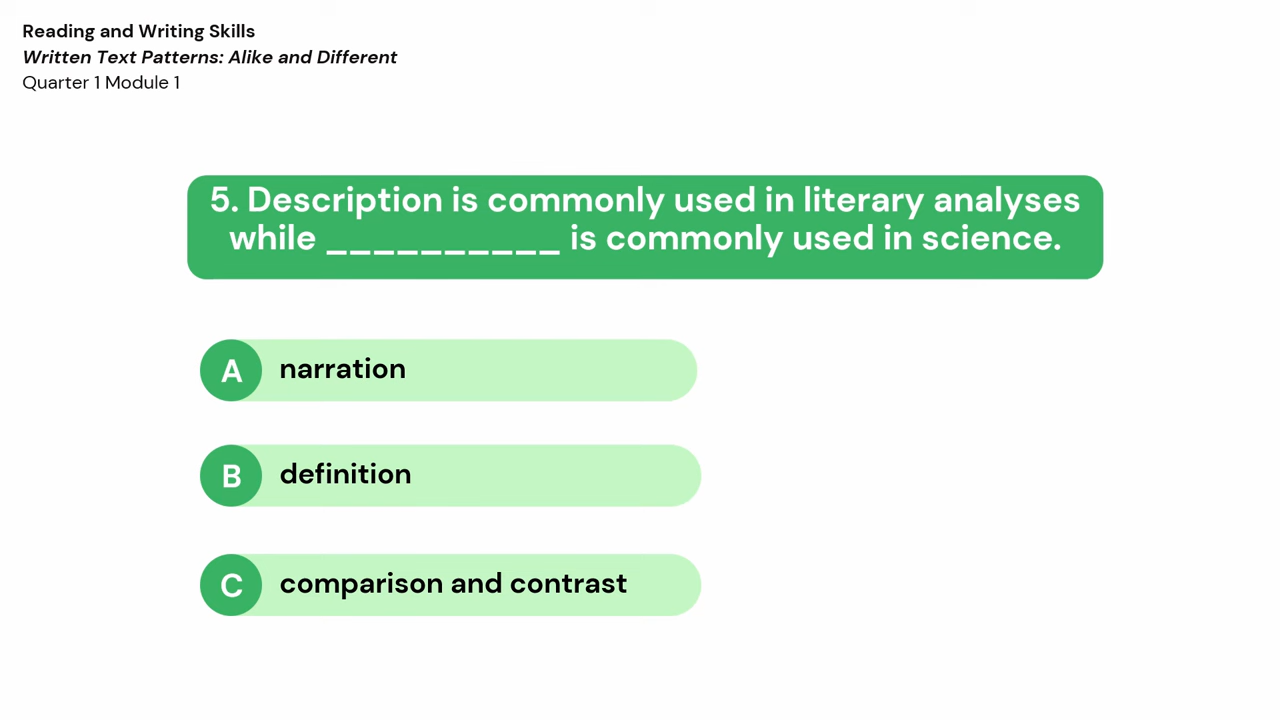 Reading and Writing Skills
Written Text Patterns: Alike and Different
Quarter 1 Module 1
5. Description is commonly used in literary analyses
while __________ is commonly used in science.
A narration
B definition
C comparison and contrast